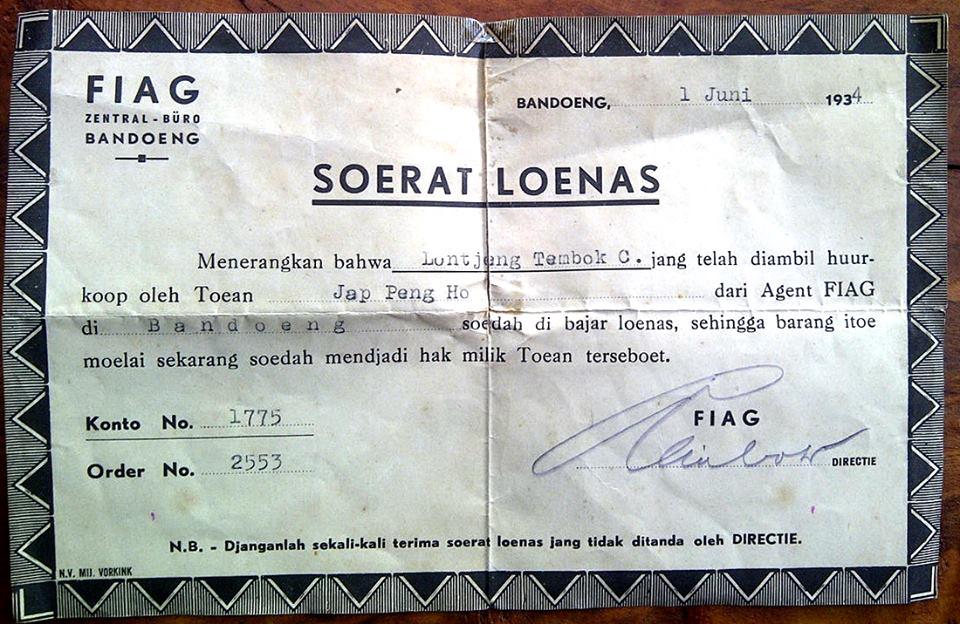 FIAG
ZENTRAL-BÜRO
BANDOENG
BANDOENG, 1 Juni 1934
SOERAT LOENAS
Menerangkan bahwa Lontjeng Tembok C. jang telah diambil huur-
koop oleh Toean Jap Peng Ho dari Agent FIAG
di Bandoeng soedah di bajar loenas, sehingga barang itoe
moelai sekarang soedah mendjadi hak milik Toean terseboet.
Konto No. 1775
Order No. 2553
FIAG
DIRECTIE
N.B. - Djanganlah sekali-kali terima soerat loenas jang tidak ditanda oleh DIRECTIE.
N.V. MIJ. VORKINK